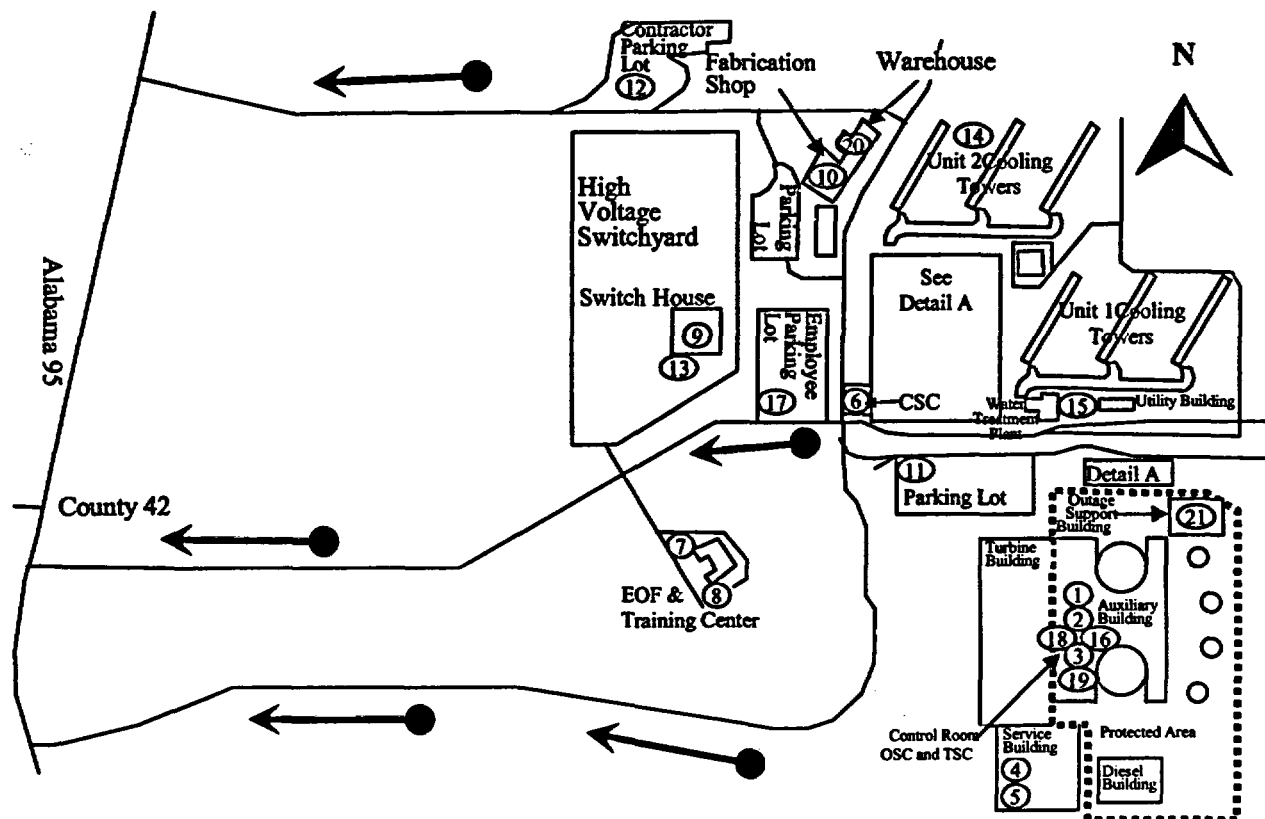 Contractor
Parking
Lot
12
Fabrication
Shop
Warehouse
N
20
10
14
Unit 2Cooling
Towers
High
Voltage
Switchyard
Parking
Lot
See
Detail A
Switch House
9
13
Employee
Parking
Lot
17
Unit 1Cooling
Towers
Alabama 95
6
CSC
Water
Treatment
Plant
15
Utility Building
11
Parking Lot
Detail A
County 42
Outage
Support
Building
21
7
8
EOF &
Training Center
Turbine
Building
1
2
Auxiliary
Building
18
16
3
19
Control Room
OSC and TSC
Service
Building
4
5
Protected Area
Diesel
Building